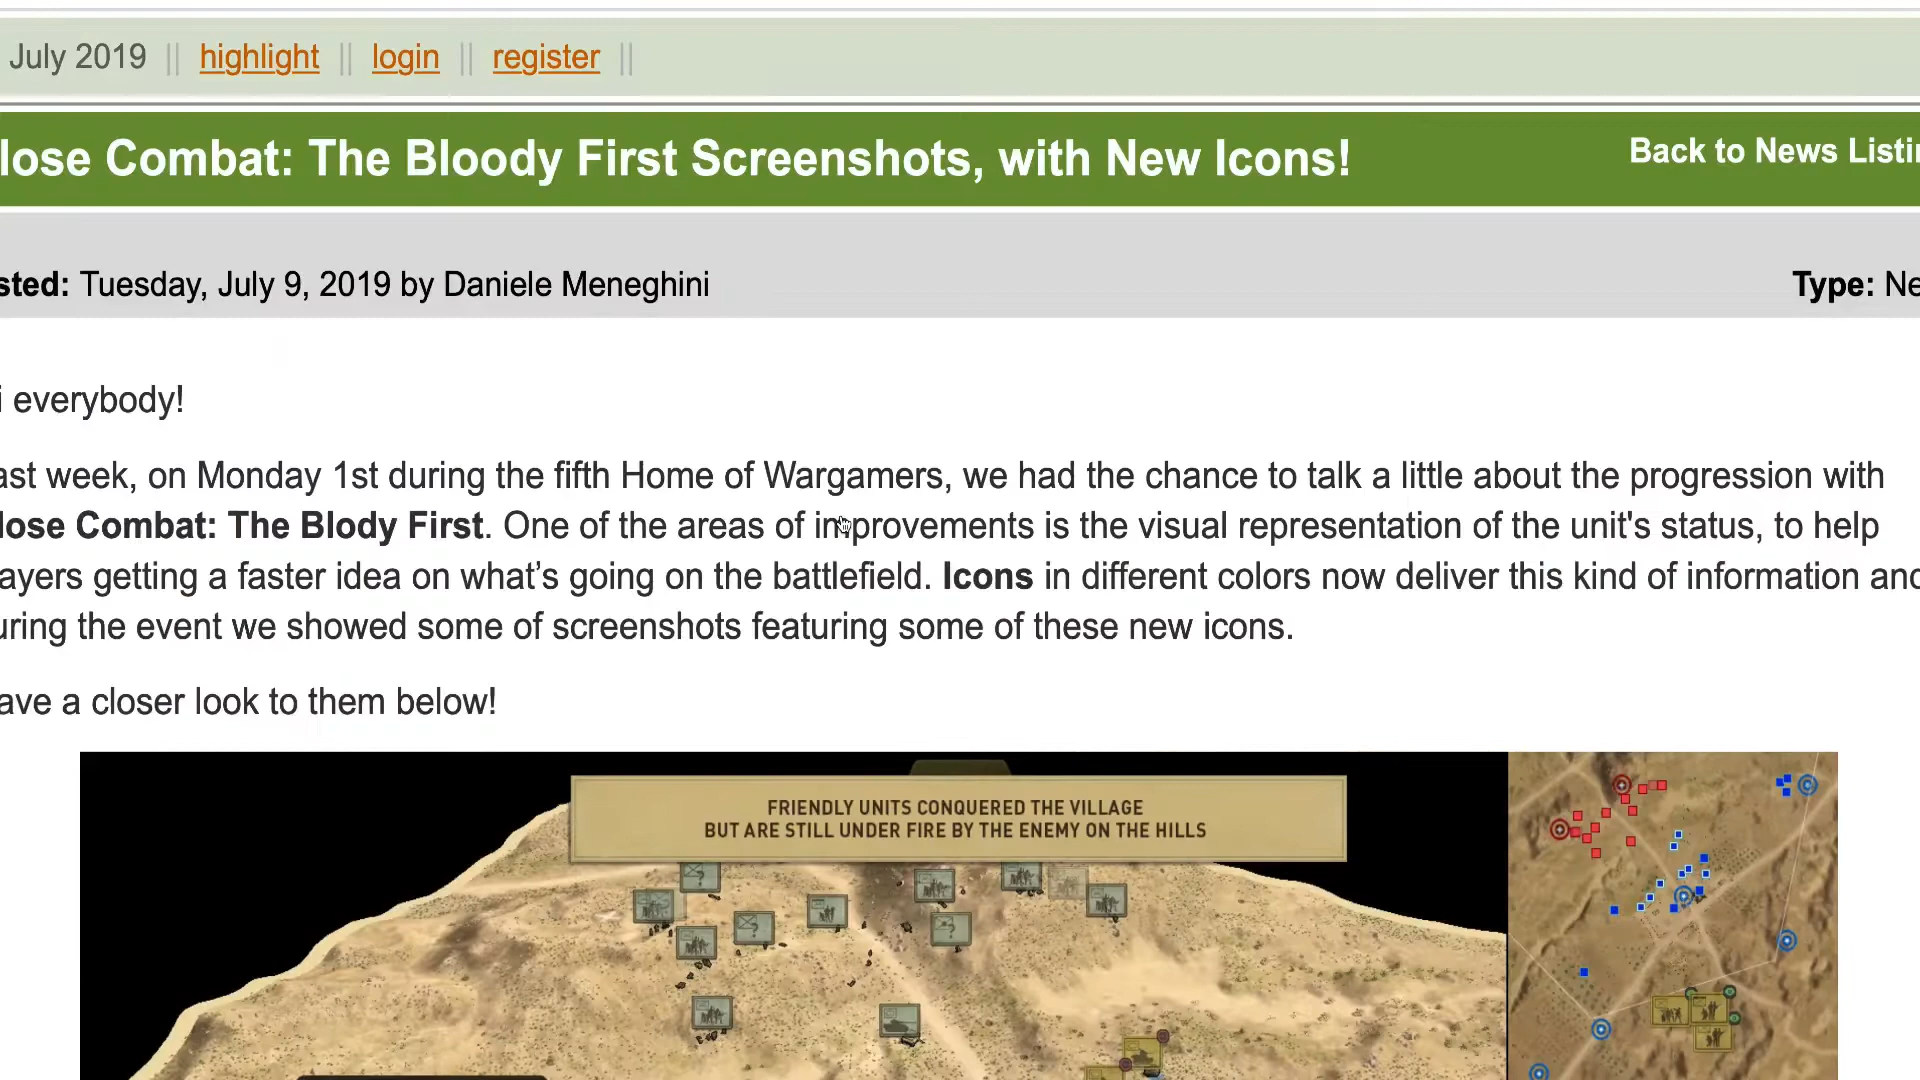 July 2019 || highlight || login || register ||
lose Combat: The Bloody First Screenshots, with New Icons!
Back to News Listin
sted: Tuesday, July 9, 2019 by Daniele Meneghini
Type: Ne
i everybody!
ast week, on Monday 1st during the fifth Home of Wargamers, we had the chance to talk a little about the progression with
lose Combat: The Blody First. One of the areas of improvements is the visual representation of the unit's status, to help
ayers getting a faster idea on what’s going on the battlefield. Icons in different colors now deliver this kind of information and
uring the event we showed some of screenshots featuring some of these new icons.
ave a closer look to them below!
FRIENDLY UNITS CONQUERED THE VILLAGE
BUT ARE STILL UNDER FIRE BY THE ENEMY ON THE HILLS